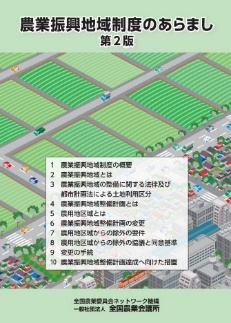 農業振興地域制度のあらまし
第２版
1 農業振興地域制度の概要
2 農業振興地域とは
3 農業振興地域の整備に関する法律及び
都市計画法による土地利用区分
4 農業振興地域整備計画とは
5 農用地区域とは
6 農業振興地域整備計画の変更
7 農用地区域からの除外の要件
8 農用地区域からの除外の協議と同意基準
9 変更の手続
10 農業振興地域整備計画達成へ向けた措置
全国農業委員会ネットワーク機構
一般社団法人 全国農業会議所